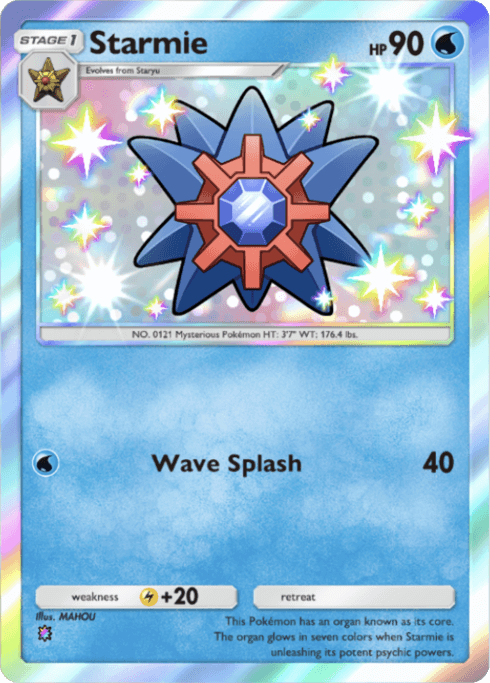 STAGE 1
Starmie
HP 90
Evolves from Staryu
NO. 0121 Mysterious Pokémon HT: 3'7" WT: 176.4 lbs.
Wave Splash 40
weakness +20 retreat
Illus. MAHOU
This Pokémon has an organ known as its core.
The organ glows in seven colors when Starmie is
unleashing its potent psychic powers.